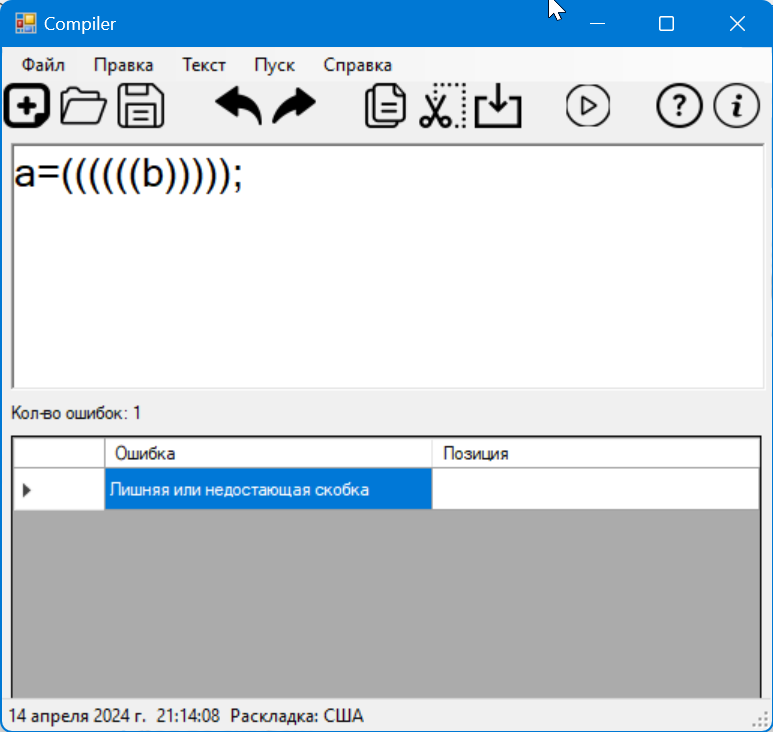 Compiler
Файл Правка Текст Пуск Справка
a=((((((b)))));
Кол-во ошибок: 1
Ошибка Позиция
Лишняя или недостающая скобка
14 апреля 2024 г. 21:14:08 Раскладка: США